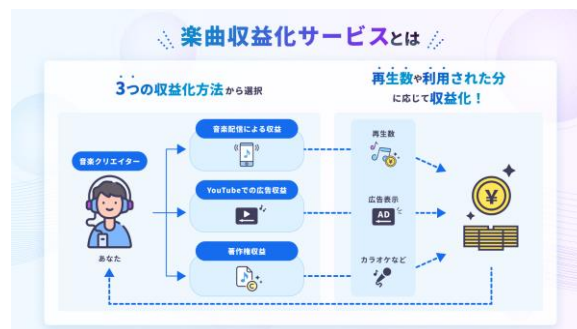 楽曲収益化サービスとは
3つの収益化方法から選択
再生数や利用された分
に応じて収益化！
音楽クリエイター
あなた
音楽配信による収益
YouTubeでの広告収益
著作権収益
再生数
広告表示
AD
カラオケなど